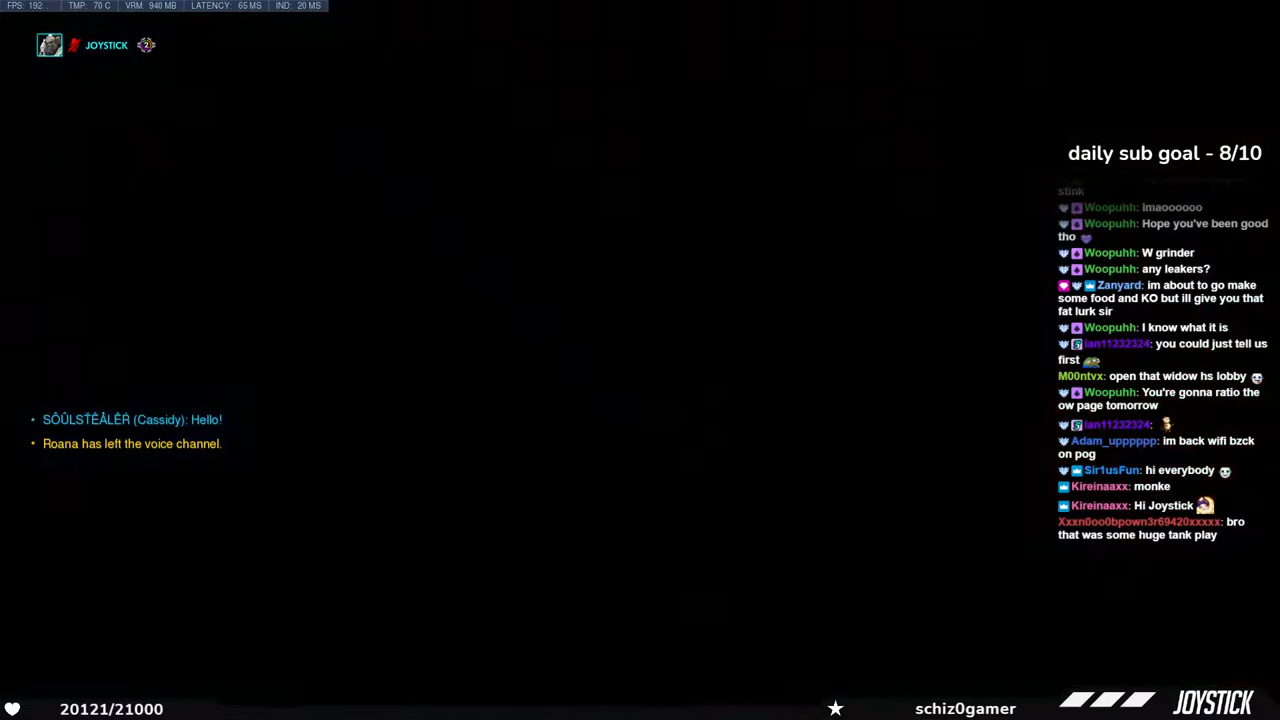 FPS: 192 TMP: 70 C VRM: 940 MB LATENCY: 65 MS IND: 20 MS
JOYSTICK 2
daily sub goal - 8/10
stink
Woopuhh: lmaoooooo
Woopuhh: Hope you've been good
tho
Woopuhh: W grinder
Woopuhh: any leakers?
Zanyard: im about to go make
some food and KO but ill give you that
fat lurk sir
Woopuhh: I know what it is
ian11232324: you could just tell us
first
M00ntvx: open that widow hs lobby
Woopuhh: You're gonna ratio the
ow page tomorrow
ian11232324:
Adam_upppppp: im back wifi bzck
on pog
Sir1usFun: hi everybody
Kireinaaxx: monke
Kireinaaxx: Hi Joystick
Xxxn0oo0bpown3r69420xxxxx: bro
that was some huge tank play
SÔÛLSŤÊÅLÊŘ (Cassidy): Hello!
Roana has left the voice channel.
20121/21000
schiz0gamer
JOYSTICK